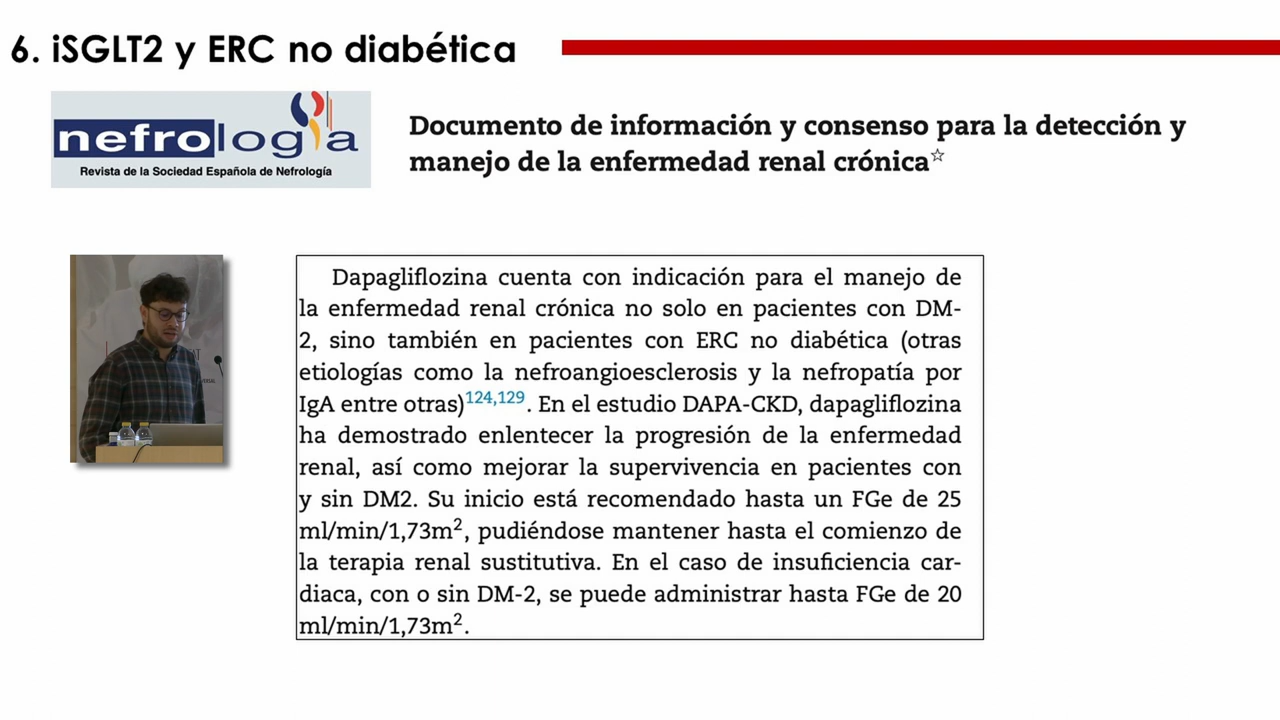 6. iSGLT2 y ERC no diabética
nefrología
Revista de la Sociedad Española de Nefrología
Documento de información y consenso para la detección y
manejo de la enfermedad renal crónica☆
Dapagliflozina cuenta con indicación para el manejo de
la enfermedad renal crónica no solo en pacientes con DM-
2, sino también en pacientes con ERC no diabética (otras
etiologías como la nefroangioesclerosis y la nefropatía por
IgA entre otras)124,129. En el estudio DAPA-CKD, dapagliflozina
ha demostrado enlentecer la progresión de la enfermedad
renal, así como mejorar la supervivencia en pacientes con
y sin DM2. Su inicio está recomendado hasta un FGe de 25
ml/min/1,73m², pudiéndose mantener hasta el comienzo de
la terapia renal sustitutiva. En el caso de insuficiencia car-
diaca, con o sin DM-2, se puede administrar hasta FGe de 20
ml/min/1,73m².